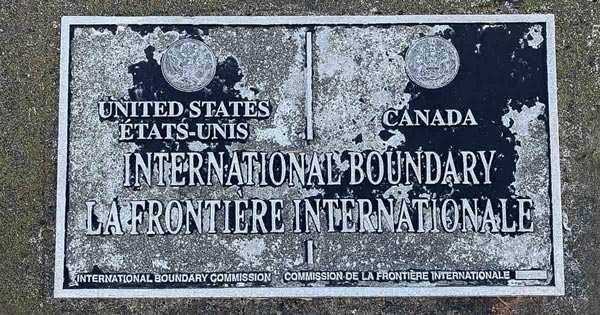 UNITED STATES
ÉTATS-UNIS
CANADA
INTERNATIONAL BOUNDARY
LA FRONTIÈRE INTERNATIONALE
INTERNATIONAL BOUNDARY COMMISSION
COMMISSION DE LA FRONTIÈRE INTERNATIONALE